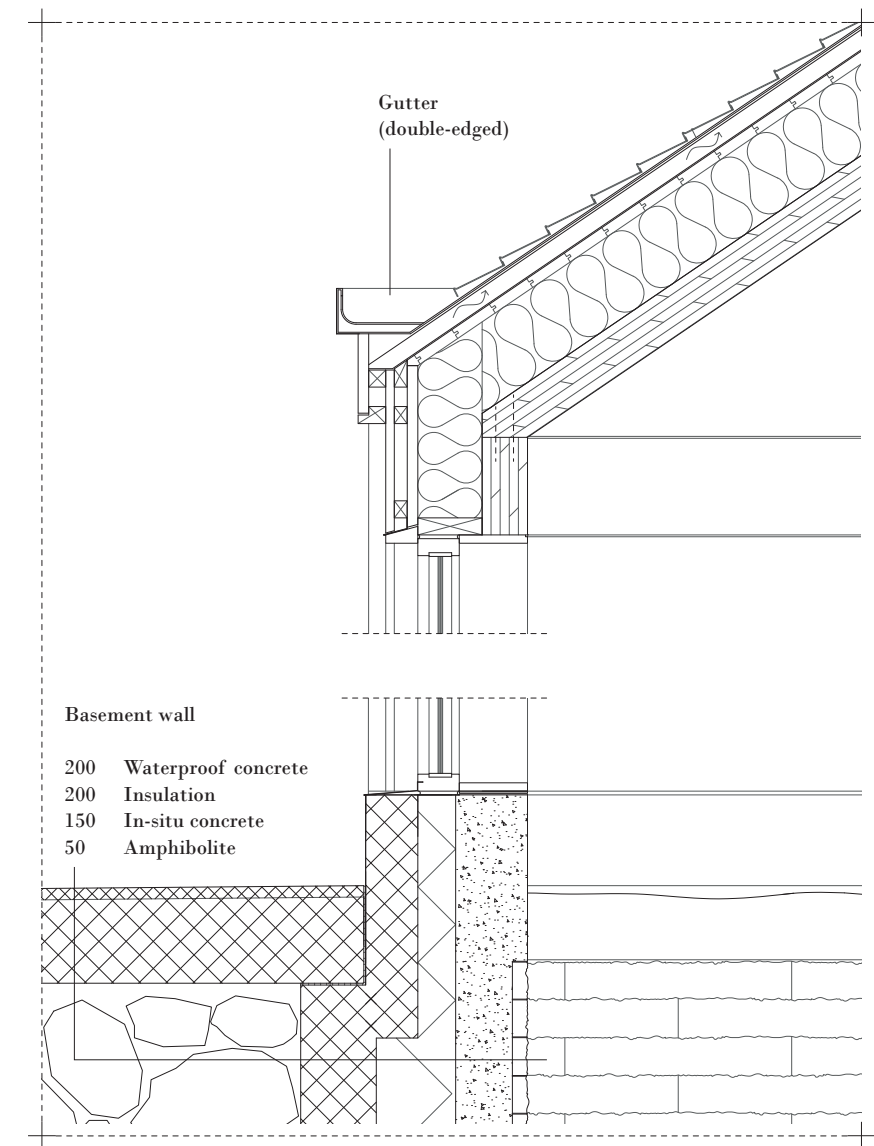 Gutter
(double-edged)
Basement wall
200 Waterproof concrete
200 Insulation
150 In-situ concrete
50 Amphibolite